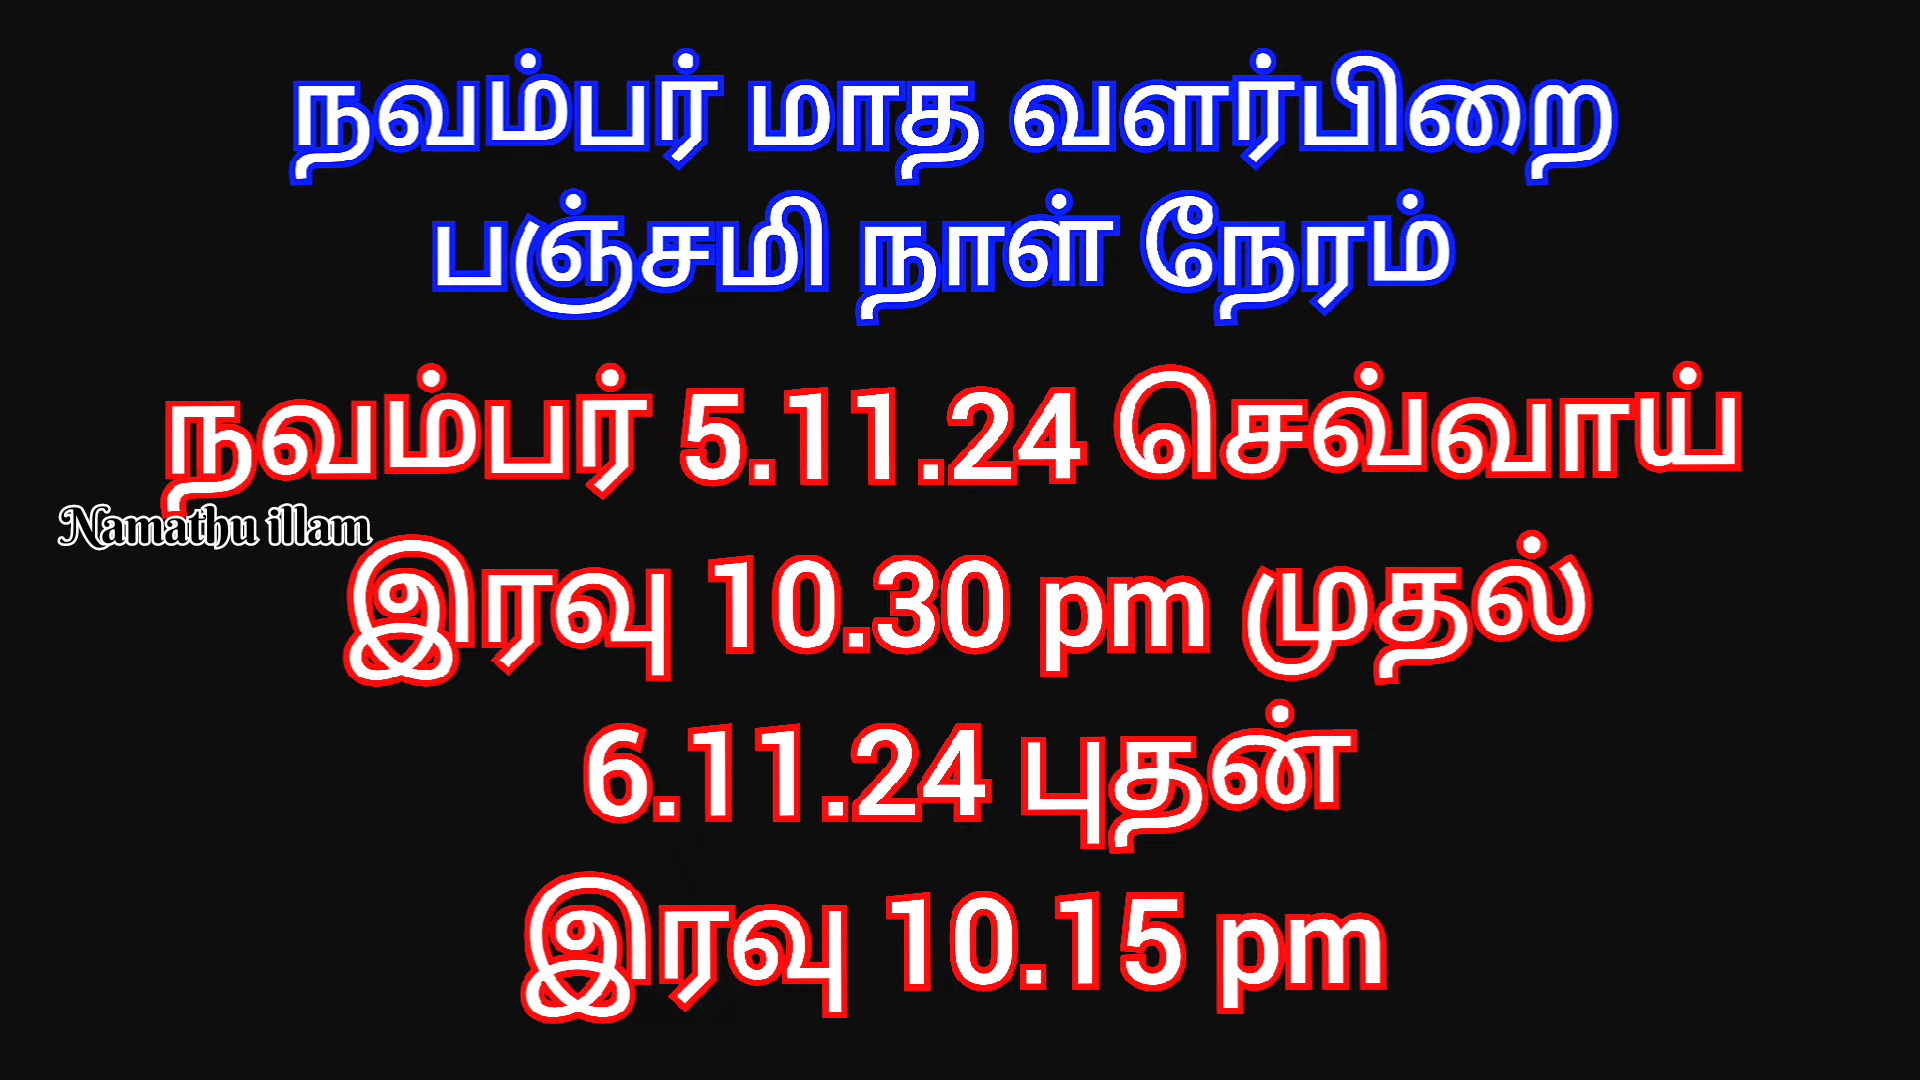 நவம்பர் மாத வளர்பிறை
பஞ்சமி நாள் நேரம்
நவம்பர் 5.11.24 செவ்வாய்
Namathu illam
இரவு 10.30 pm முதல்
6.11.24 புதன்
இரவு 10.15 pm